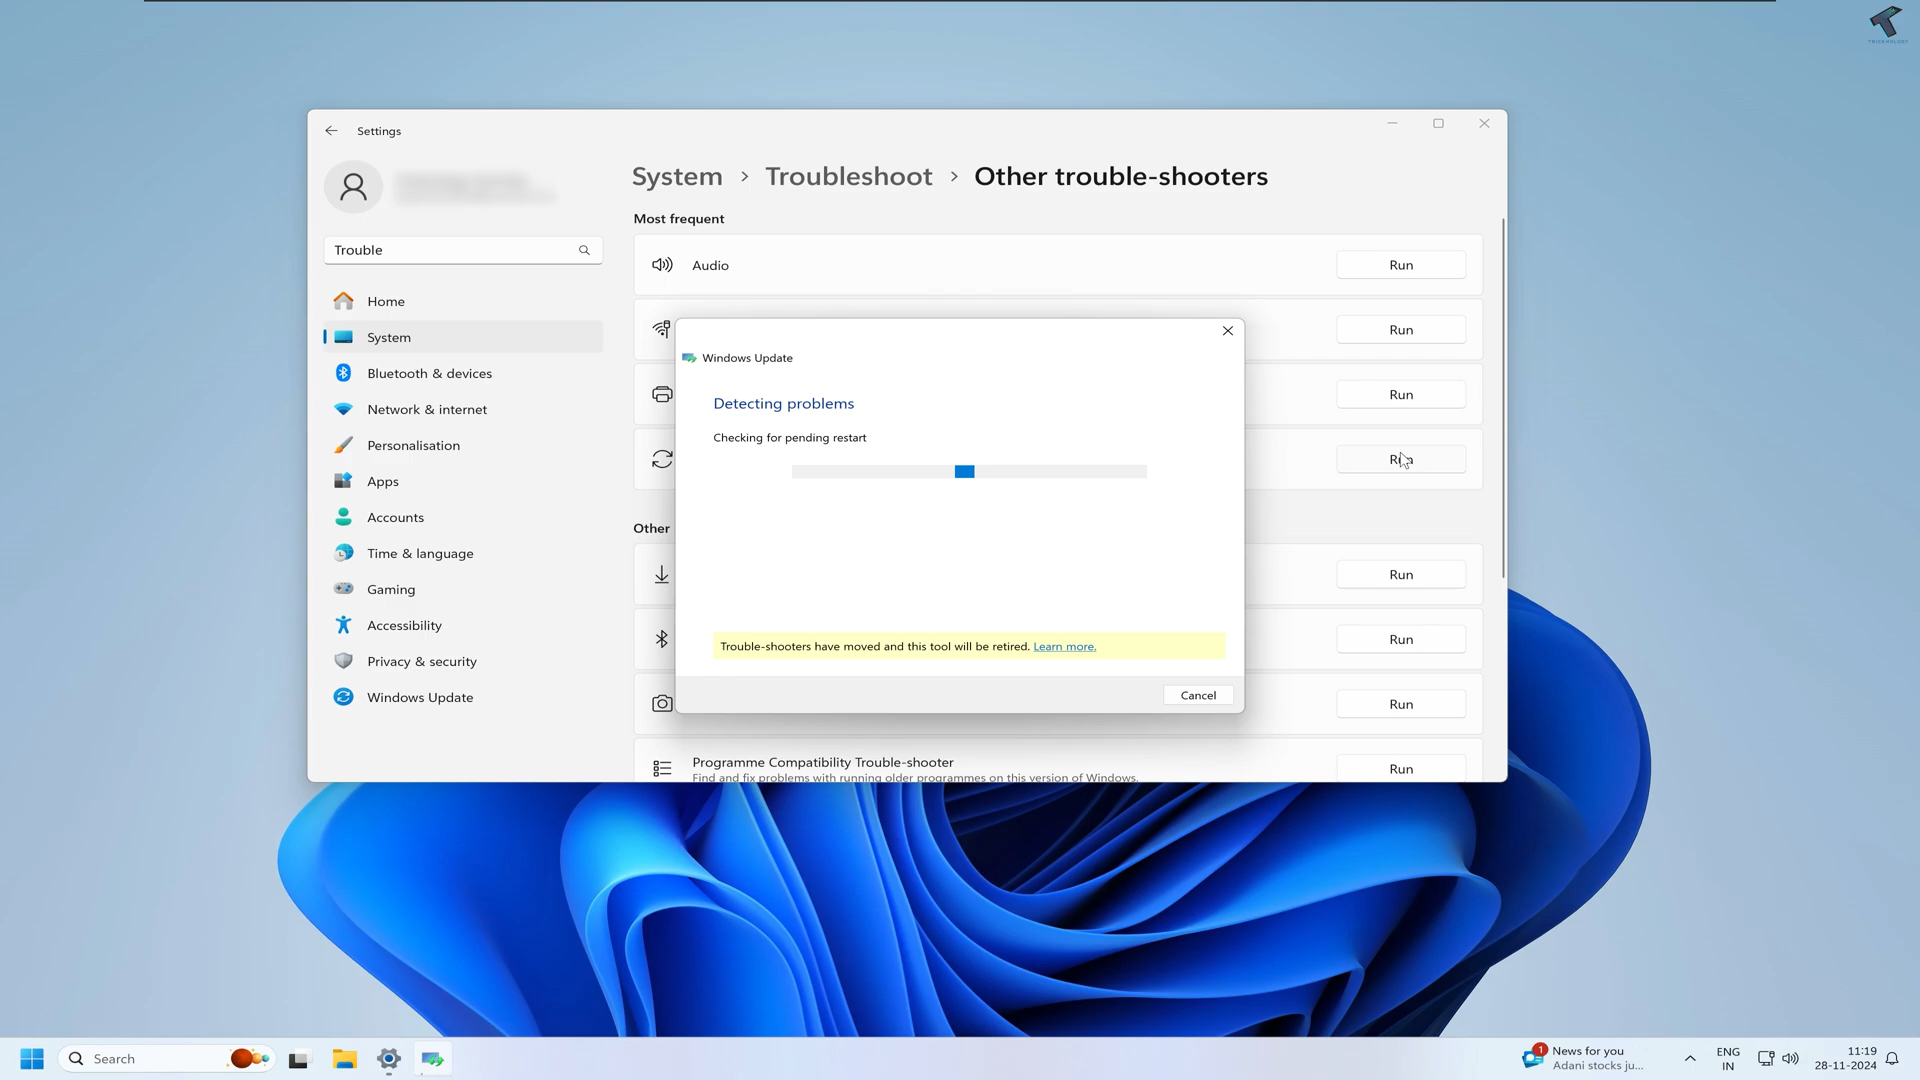 TRICKNOLOGY
Settings
System > Troubleshoot > Other trouble-shooters
Trouble
Home
System
Bluetooth & devices
Network & internet
Personalisation
Apps
Accounts
Time & language
Gaming
Accessibility
Privacy & security
Windows Update
Most frequent
Audio
Run
Run
Run
Run
Other
Run
Run
Run
Programme Compatibility Trouble-shooter
Find and fix problems with running older programmes on this version of Windows.
Run
Windows Update
Detecting problems
Checking for pending restart
Trouble-shooters have moved and this tool will be retired. Learn more.
Cancel
Search
1
News for you
Adani stocks ju...
ENG
IN
11:19
28-11-2024